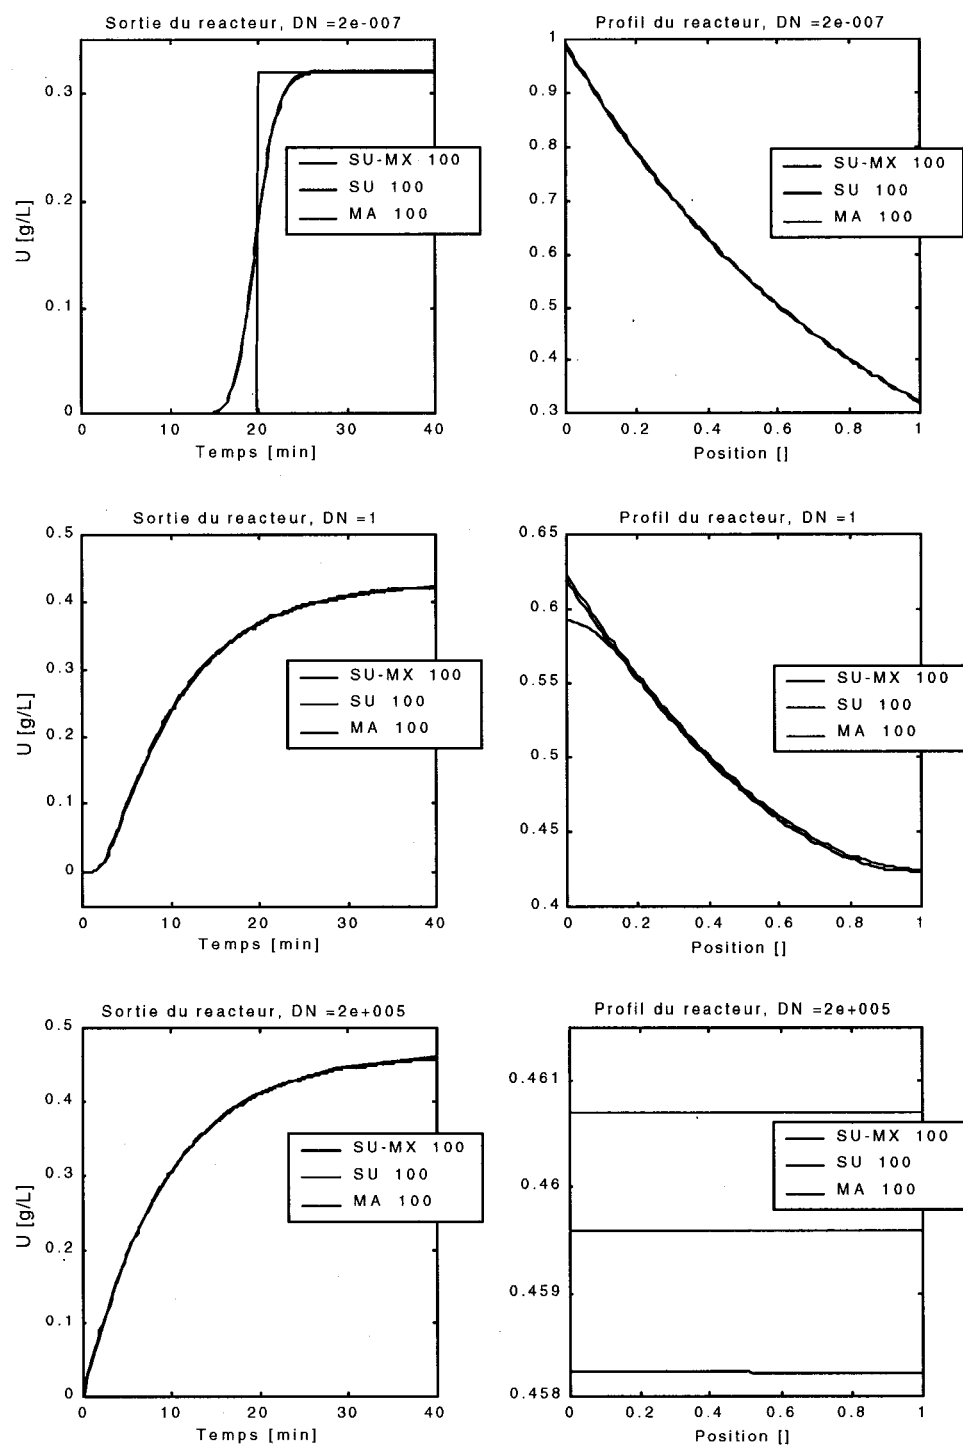 Sortie du reacteur, DN =2e-007
U [g/L]
0.3
0.2
0.1
0
SU-MX 100
SU 100
MA 100
0 10 20 30 40
Temps [min]
Profil du reacteur, DN =2e-007
1
0.9
0.8
0.7
0.6
0.5
0.4
0.3
SU-MX 100
SU 100
MA 100
0 0.2 0.4 0.6 0.8 1
Position []
Sortie du reacteur, DN =1
U [g/L]
0.5
0.4
0.3
0.2
0.1
0
SU-MX 100
SU 100
MA 100
0 10 20 30 40
Temps [min]
Profil du reacteur, DN =1
0.65
0.6
0.55
0.5
0.45
0.4
SU-MX 100
SU 100
MA 100
0 0.2 0.4 0.6 0.8 1
Position []
Sortie du reacteur, DN =2e+005
U [g/L]
0.5
0.4
0.3
0.2
0.1
0
SU-MX 100
SU 100
MA 100
0 10 20 30 40
Temps [min]
Profil du reacteur, DN =2e+005
0.461
0.46
0.459
0.458
SU-MX 100
SU 100
MA 100
0 0.2 0.4 0.6 0.8 1
Position []